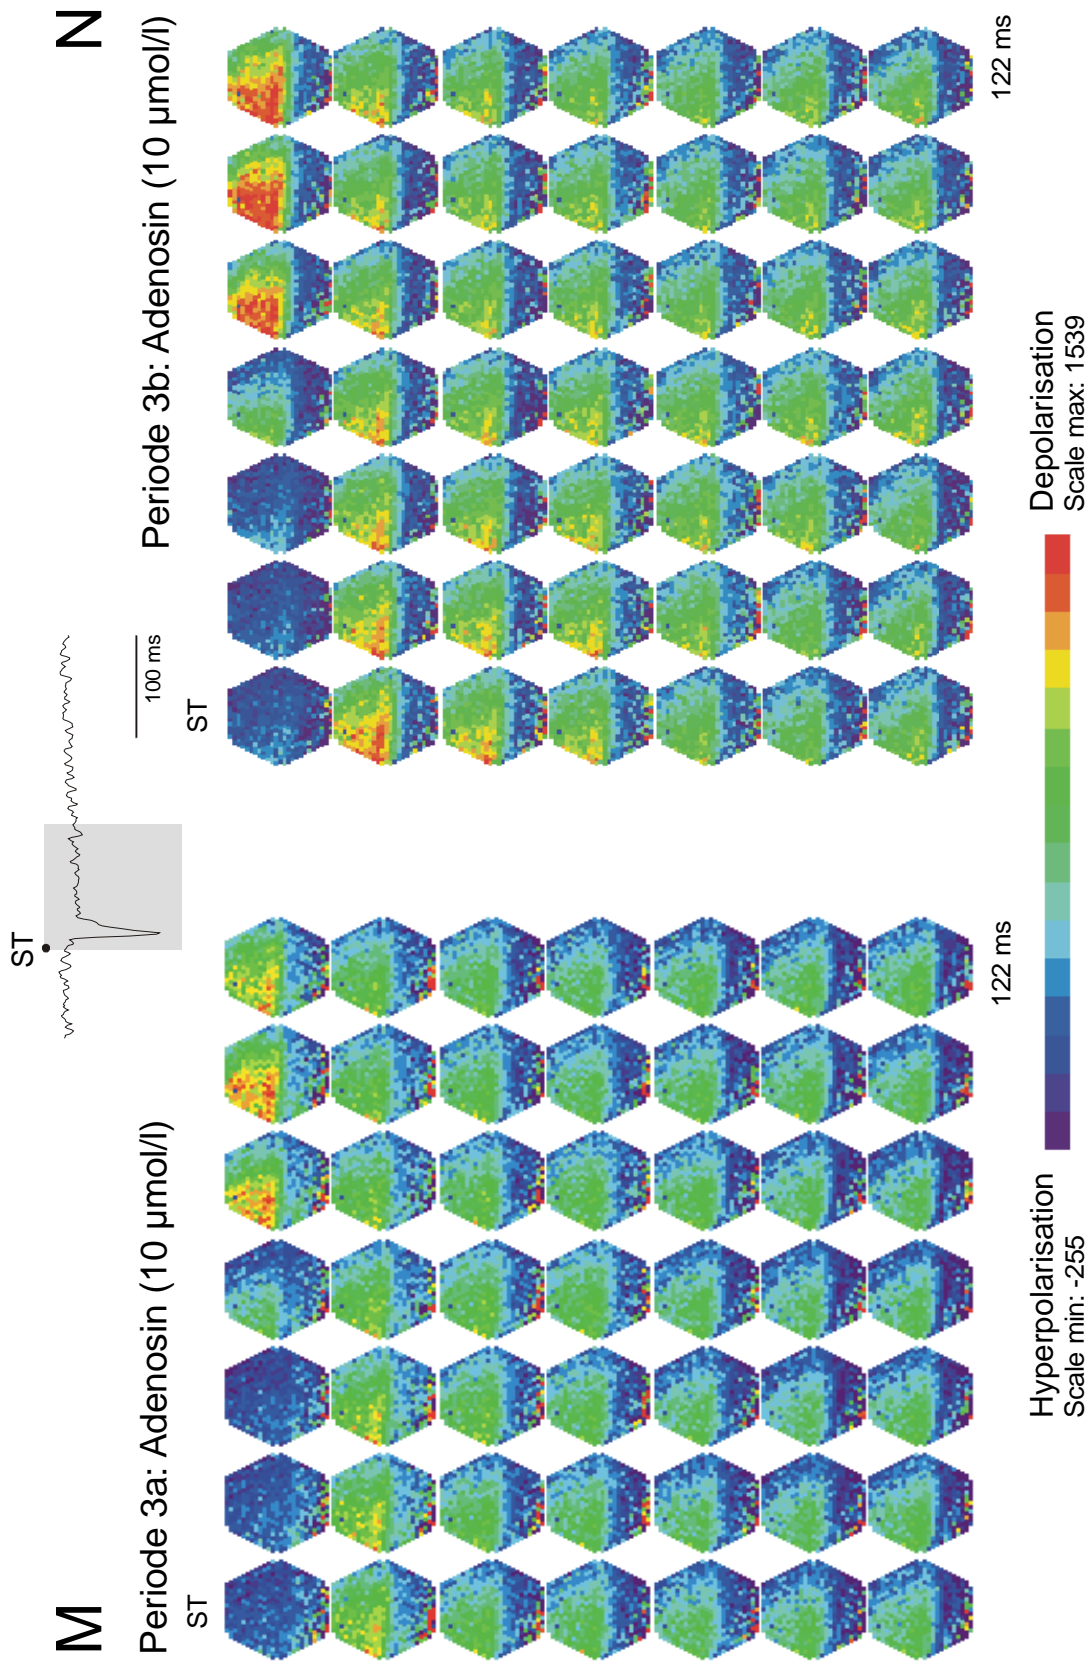 M
N
ST
Periode 3a: Adenosin (10 µmol/l)
100 ms
Periode 3b: Adenosin (10 µmol/l)
ST
ST
122 ms
122 ms
Hyperpolarisation
Scale min: -255
Depolarisation
Scale max: 1539